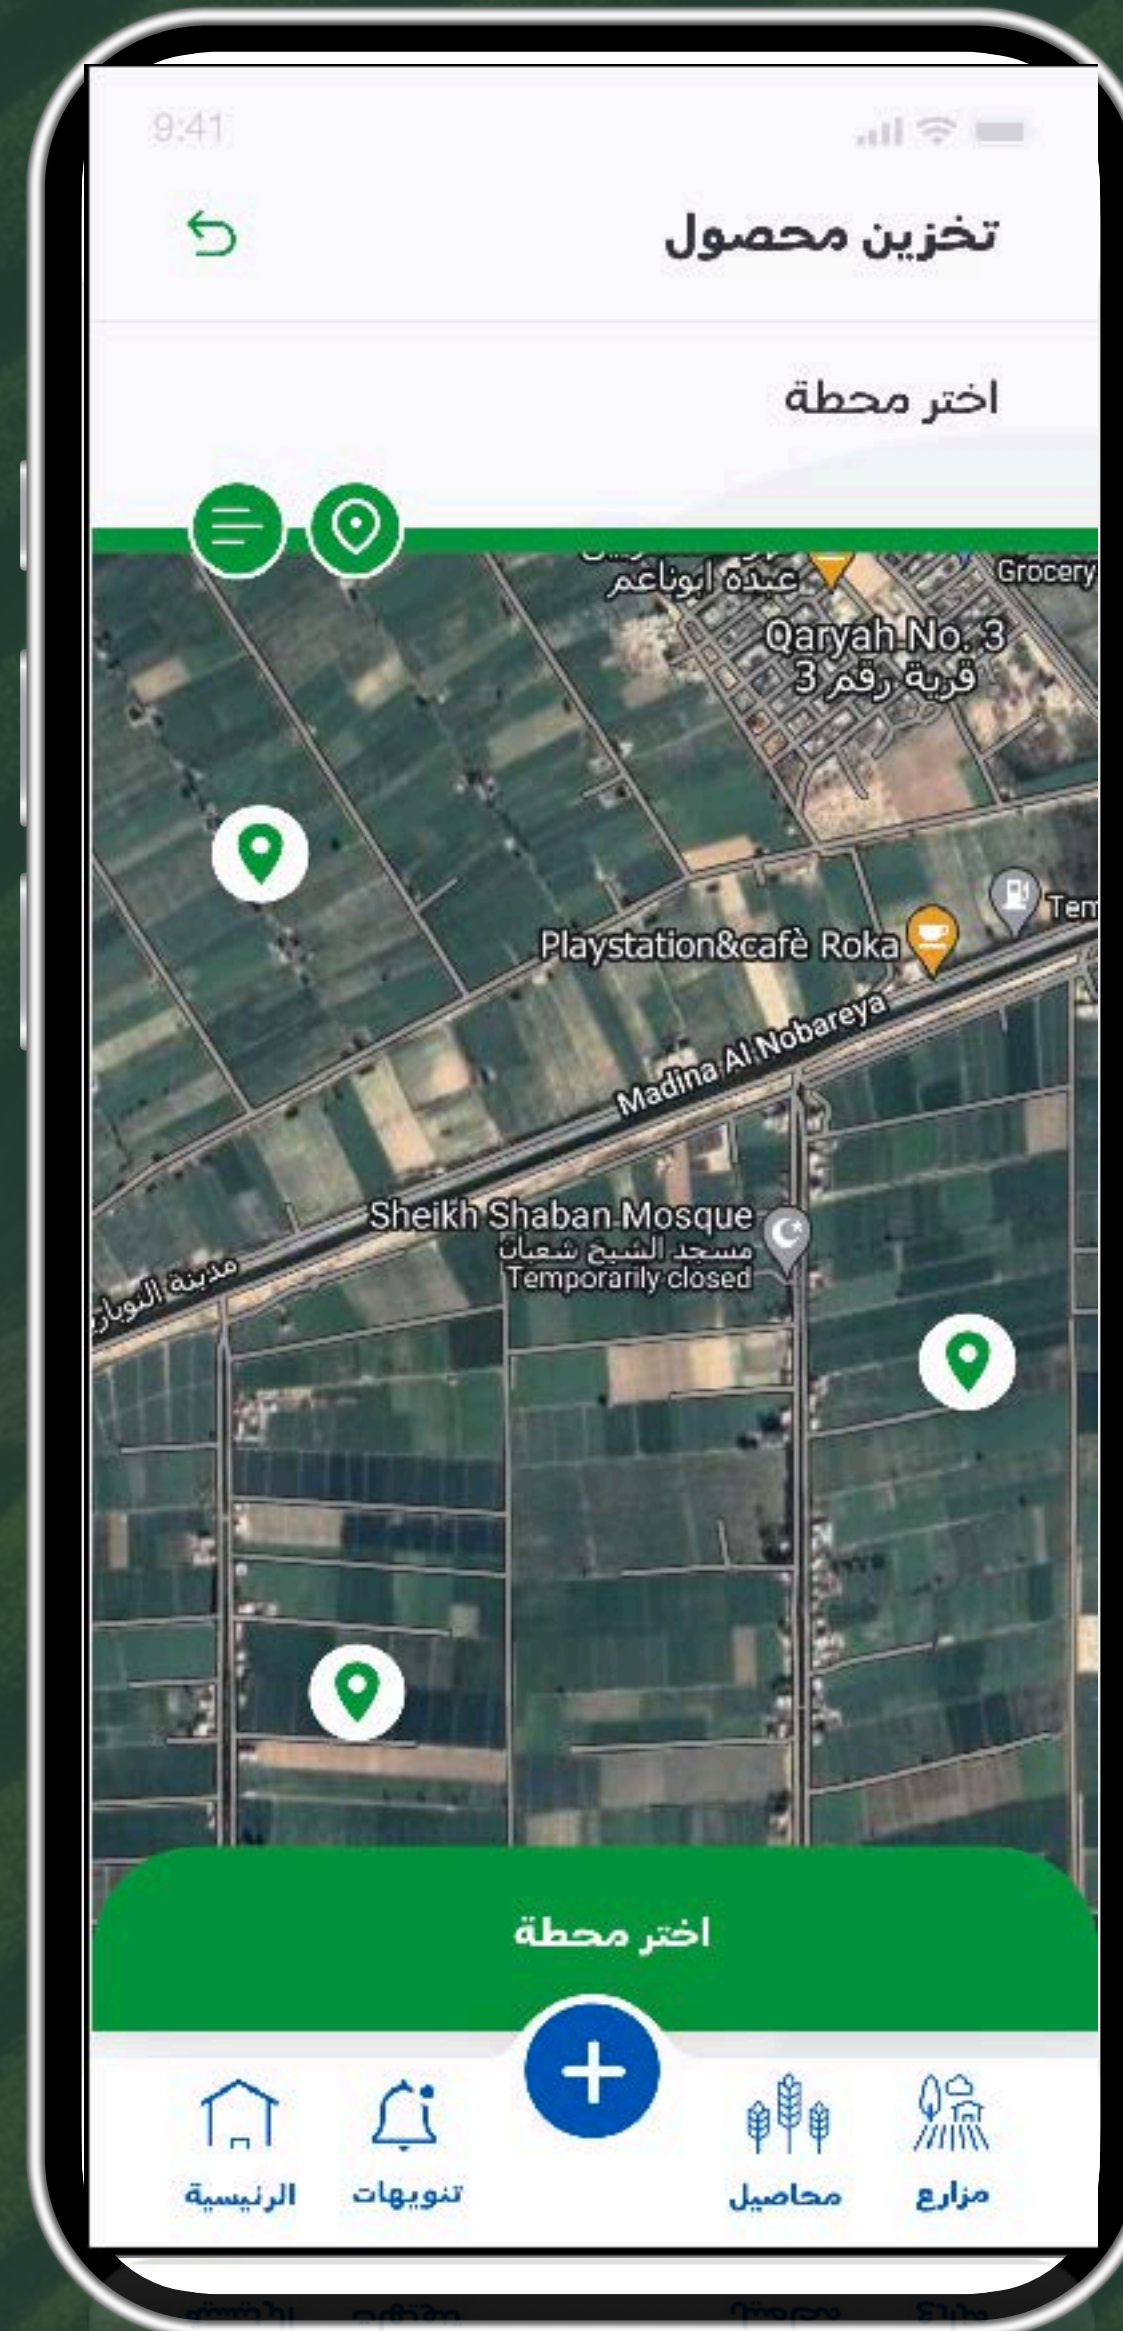 9:41
تخزين محصول
اختر محطة
عبده ابوناعم
Grocery
Qaryah No. 3
قرية رقم 3
Playstation&cafè Roka
Madina Al Nobareya
Sheikh Shaban Mosque
مسجد الشيخ شعبان
Temporarily closed
مدينة
اختر محطة
مزارع
محاصيل
تنويهات
الرئيسية